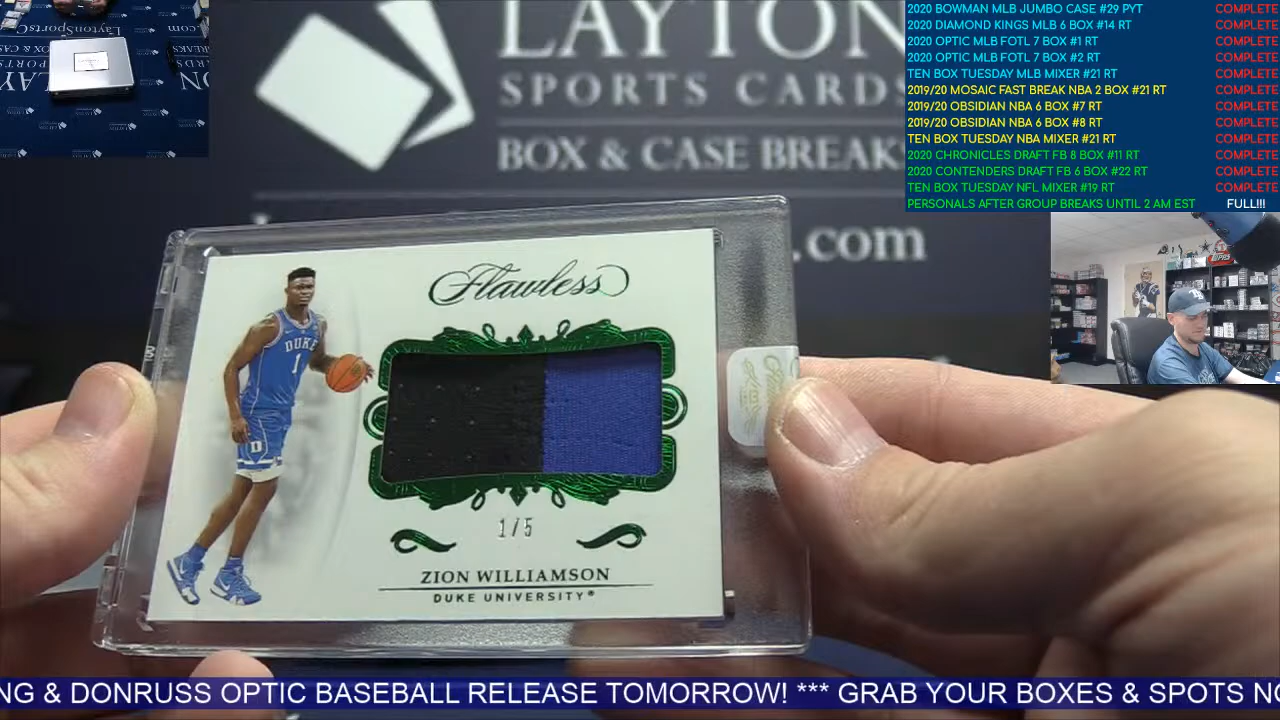 LAYTON
SPORTS CARDS
BOX & CASE BREAK
.com
2020 BOWMAN MLB JUMBO CASE #29 PYT COMPLETE
2020 DIAMOND KINGS MLB 6 BOX #14 RT COMPLETE
2020 OPTIC MLB FOTL 7 BOX #1 RT COMPLETE
2020 OPTIC MLB FOTL 7 BOX #2 RT COMPLETE
TEN BOX TUESDAY MLB MIXER #21 RT COMPLETE
2019/20 MOSAIC FAST BREAK NBA 2 BOX #21 RT COMPLETE
2019/20 OBSIDIAN NBA 6 BOX #7 RT COMPLETE
2019/20 OBSIDIAN NBA 6 BOX #8 RT COMPLETE
TEN BOX TUESDAY NBA MIXER #21 RT COMPLETE
2020 CHRONICLES DRAFT FB 8 BOX #11 RT COMPLETE
2020 CONTENDERS DRAFT FB 6 BOX #22 RT COMPLETE
TEN BOX TUESDAY NFL MIXER #19 RT COMPLETE
PERSONALS AFTER GROUP BREAKS UNTIL 2 AM EST FULL!!!
Flawless
DUKE
1
D
1/5
ZION WILLIAMSON
DUKE UNIVERSITY®
NG & DONRUSS OPTIC BASEBALL RELEASE TOMORROW! *** GRAB YOUR BOXES & SPOTS NO